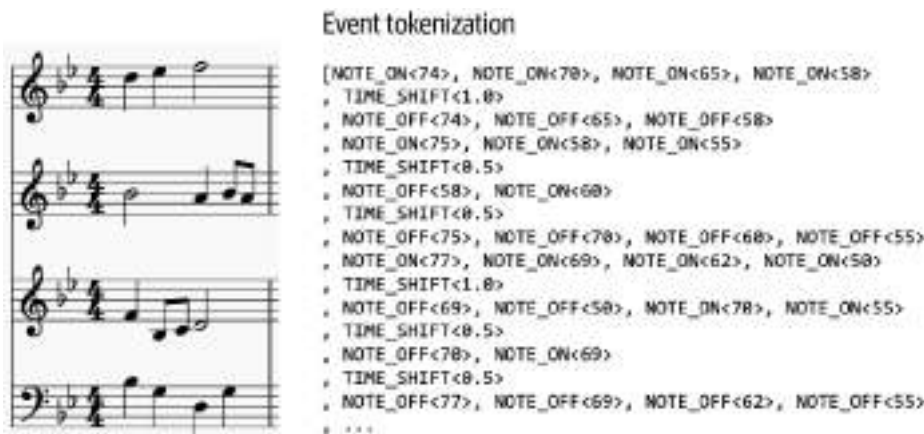 Event tokenization
[NOTE_ON<74>, NOTE_ON<70>, NOTE_ON<65>, NOTE_ON<58>
, TIME_SHIFT<1.0>
, NOTE_OFF<74>, NOTE_OFF<65>, NOTE_OFF<58>
, NOTE_ON<75>, NOTE_ON<58>, NOTE_ON<55>
, TIME_SHIFT<0.5>
, NOTE_OFF<58>, NOTE_ON<60>
, TIME_SHIFT<0.5>
, NOTE_OFF<75>, NOTE_OFF<70>, NOTE_OFF<60>, NOTE_OFF<55>
, NOTE_ON<77>, NOTE_ON<69>, NOTE_ON<62>, NOTE_ON<50>
, TIME_SHIFT<1.0>
, NOTE_OFF<69>, NOTE_OFF<50>, NOTE_ON<70>, NOTE_ON<55>
, TIME_SHIFT<0.5>
, NOTE_OFF<70>, NOTE_ON<69>
, TIME_SHIFT<0.5>
, NOTE_OFF<77>, NOTE_OFF<69>, NOTE_OFF<62>, NOTE_OFF<55>
, ...